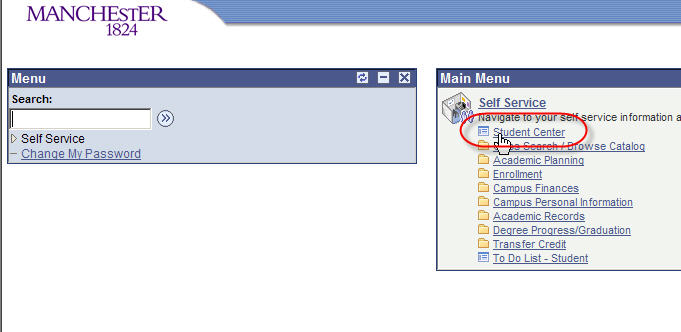 MANCHESTER
1824
Menu
Search:
Self Service
Change My Password
Main Menu
Self Service
Navigate to your self service information a
Student Center
Search / Browse Catalog
Academic Planning
Enrollment
Campus Finances
Campus Personal Information
Academic Records
Degree Progress/Graduation
Transfer Credit
To Do List - Student